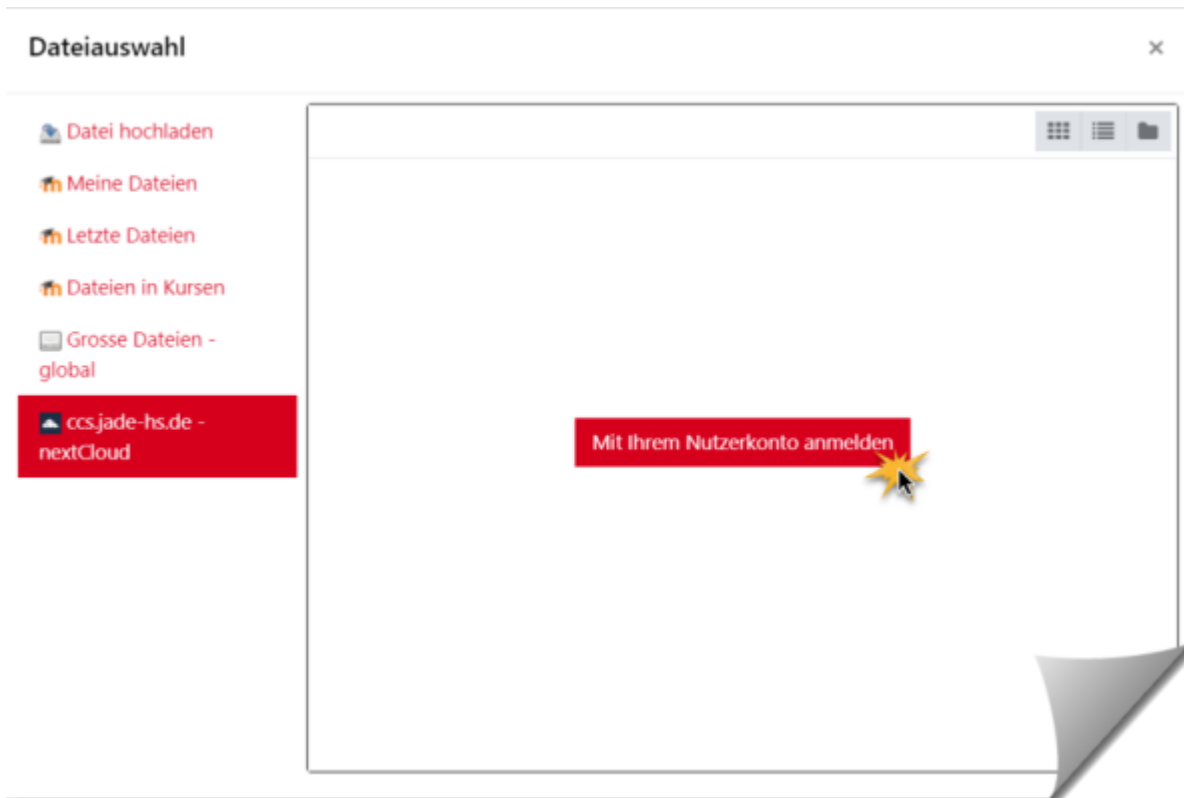 Dateiauswahl
Datei hochladen
Meine Dateien
Letzte Dateien
Dateien in Kursen
Grosse Dateien -
global
ccs.jade-hs.de -
nextCloud
Mit Ihrem Nutzerkonto anmelden